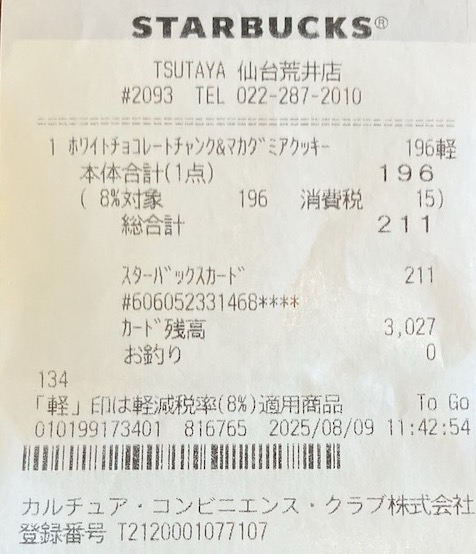 STARBUCKS®
TSUTAYA 仙台荒井店
#2093 TEL 022-287-2010
1 ホワイトチョコレートチャンク&マカダミアクッキー 196軽
本体合計(1点) 196
( 8%対象 196 消費税 15)
総合計 211
スターバックスカード 211
#606052331468****
カード残高 3,027
お釣り 0
134
「軽」印は軽減税率(8%)適用商品 To Go
010199173401 816765 2025/08/09 11:42:54
カルチュア・コンビニエンス・クラブ株式会社
登録番号 T2120001077107